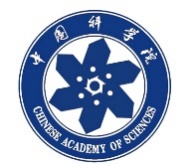 中国科学院
CHINESE ACADEMY OF SCIENCES